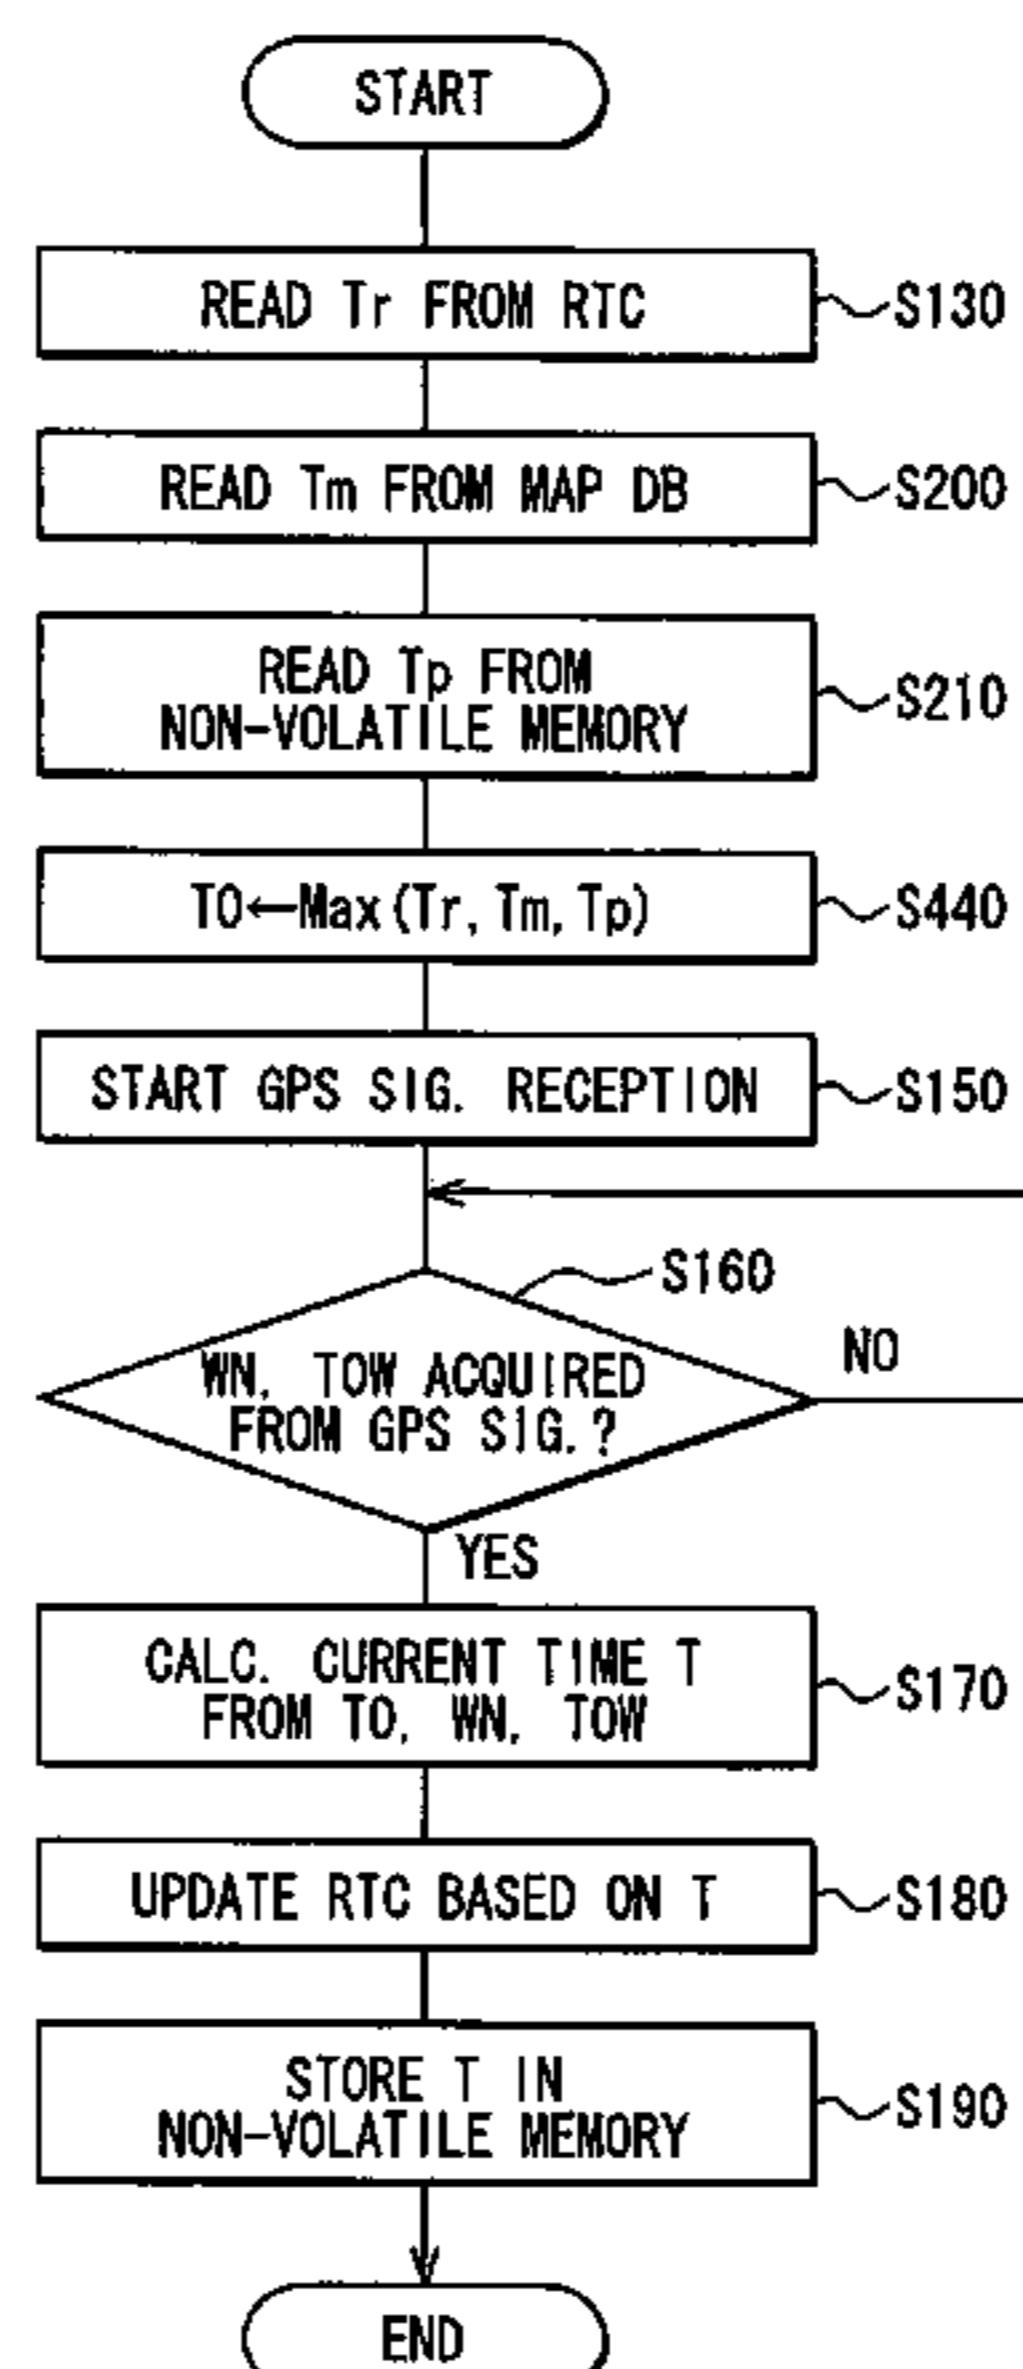 START
READ Tr FROM RTC
S130
READ Tm FROM MAP DB
S200
READ Tp FROM
NON-VOLATILE MEMORY
S210
T0←Max(Tr, Tm, Tp)
S440
START GPS SIG. RECEPTION
S150
S160
WN, TOW ACQUIRED
FROM GPS SIG.?
NO
YES
CALC. CURRENT TIME T
FROM T0, WN, TOW
S170
UPDATE RTC BASED ON T
S180
STORE T IN
NON-VOLATILE MEMORY
S190
END